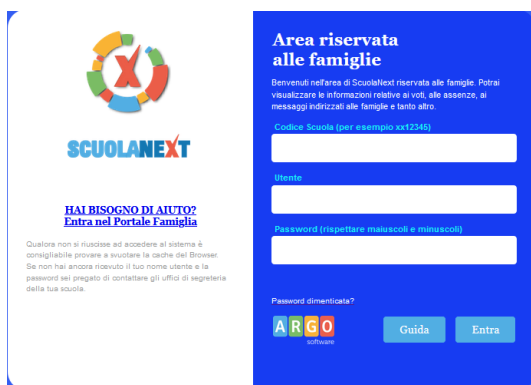 SCUOLANEXT
HAI BISOGNO DI AIUTO?
Entra nel Portale Famiglia
Qualora non si riuscisse ad accedere al sistema è
consigliabile provare a svuotare la cache del Browser.
Se non hai ancora ricevuto il tuo nome utente e la
password sei pregato di contattare gli uffici di segreteria
della tua scuola.
Area riservata
alle famiglie
Benvenuti nell'area di ScuolaNext riservata alle famiglie. Potrai
visualizzare le informazioni relative ai voti, alle assenze, ai
messaggi indirizzati alle famiglie e tanto altro.
Codice Scuola (per esempio xx12345)
Utente
Password (rispettare maiuscoli e minuscoli)
Password dimenticata?
ARGO
software
Guida
Entra